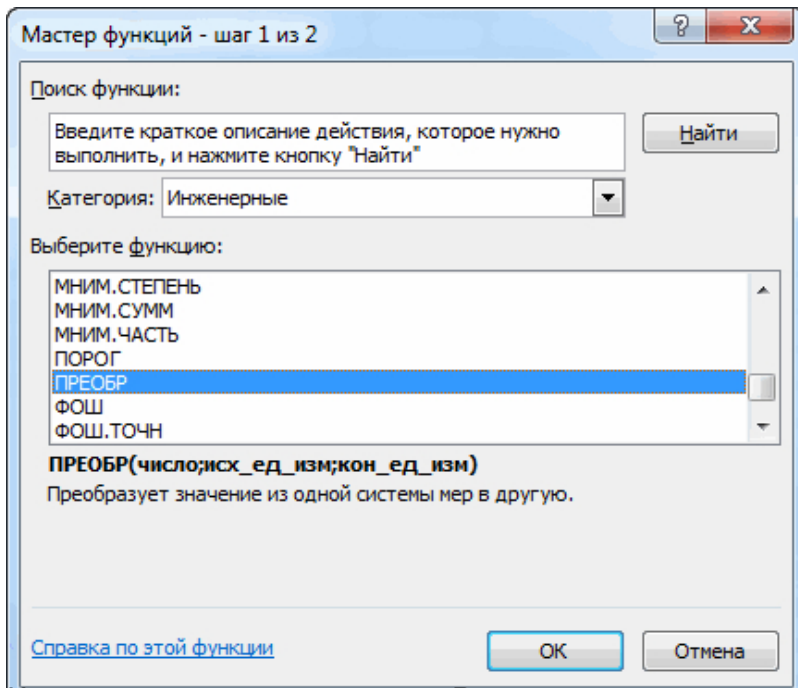 Мастер функций - шаг 1 из 2
?
X
Поиск функции:
Введите краткое описание действия, которое нужно
выполнить, и нажмите кнопку "Найти"
Найти
Категория: Инженерные
Выберите функцию:
МНИМ.СТЕПЕНЬ
МНИМ.СУММ
МНИМ.ЧАСТЬ
ПОРОГ
ПРЕОБР
ФОШ
ФОШ.ТОЧН
ПРЕОБР(число;исх_ед_изм;кон_ед_изм)
Преобразует значение из одной системы мер в другую.
Справка по этой функции
ОК
Отмена